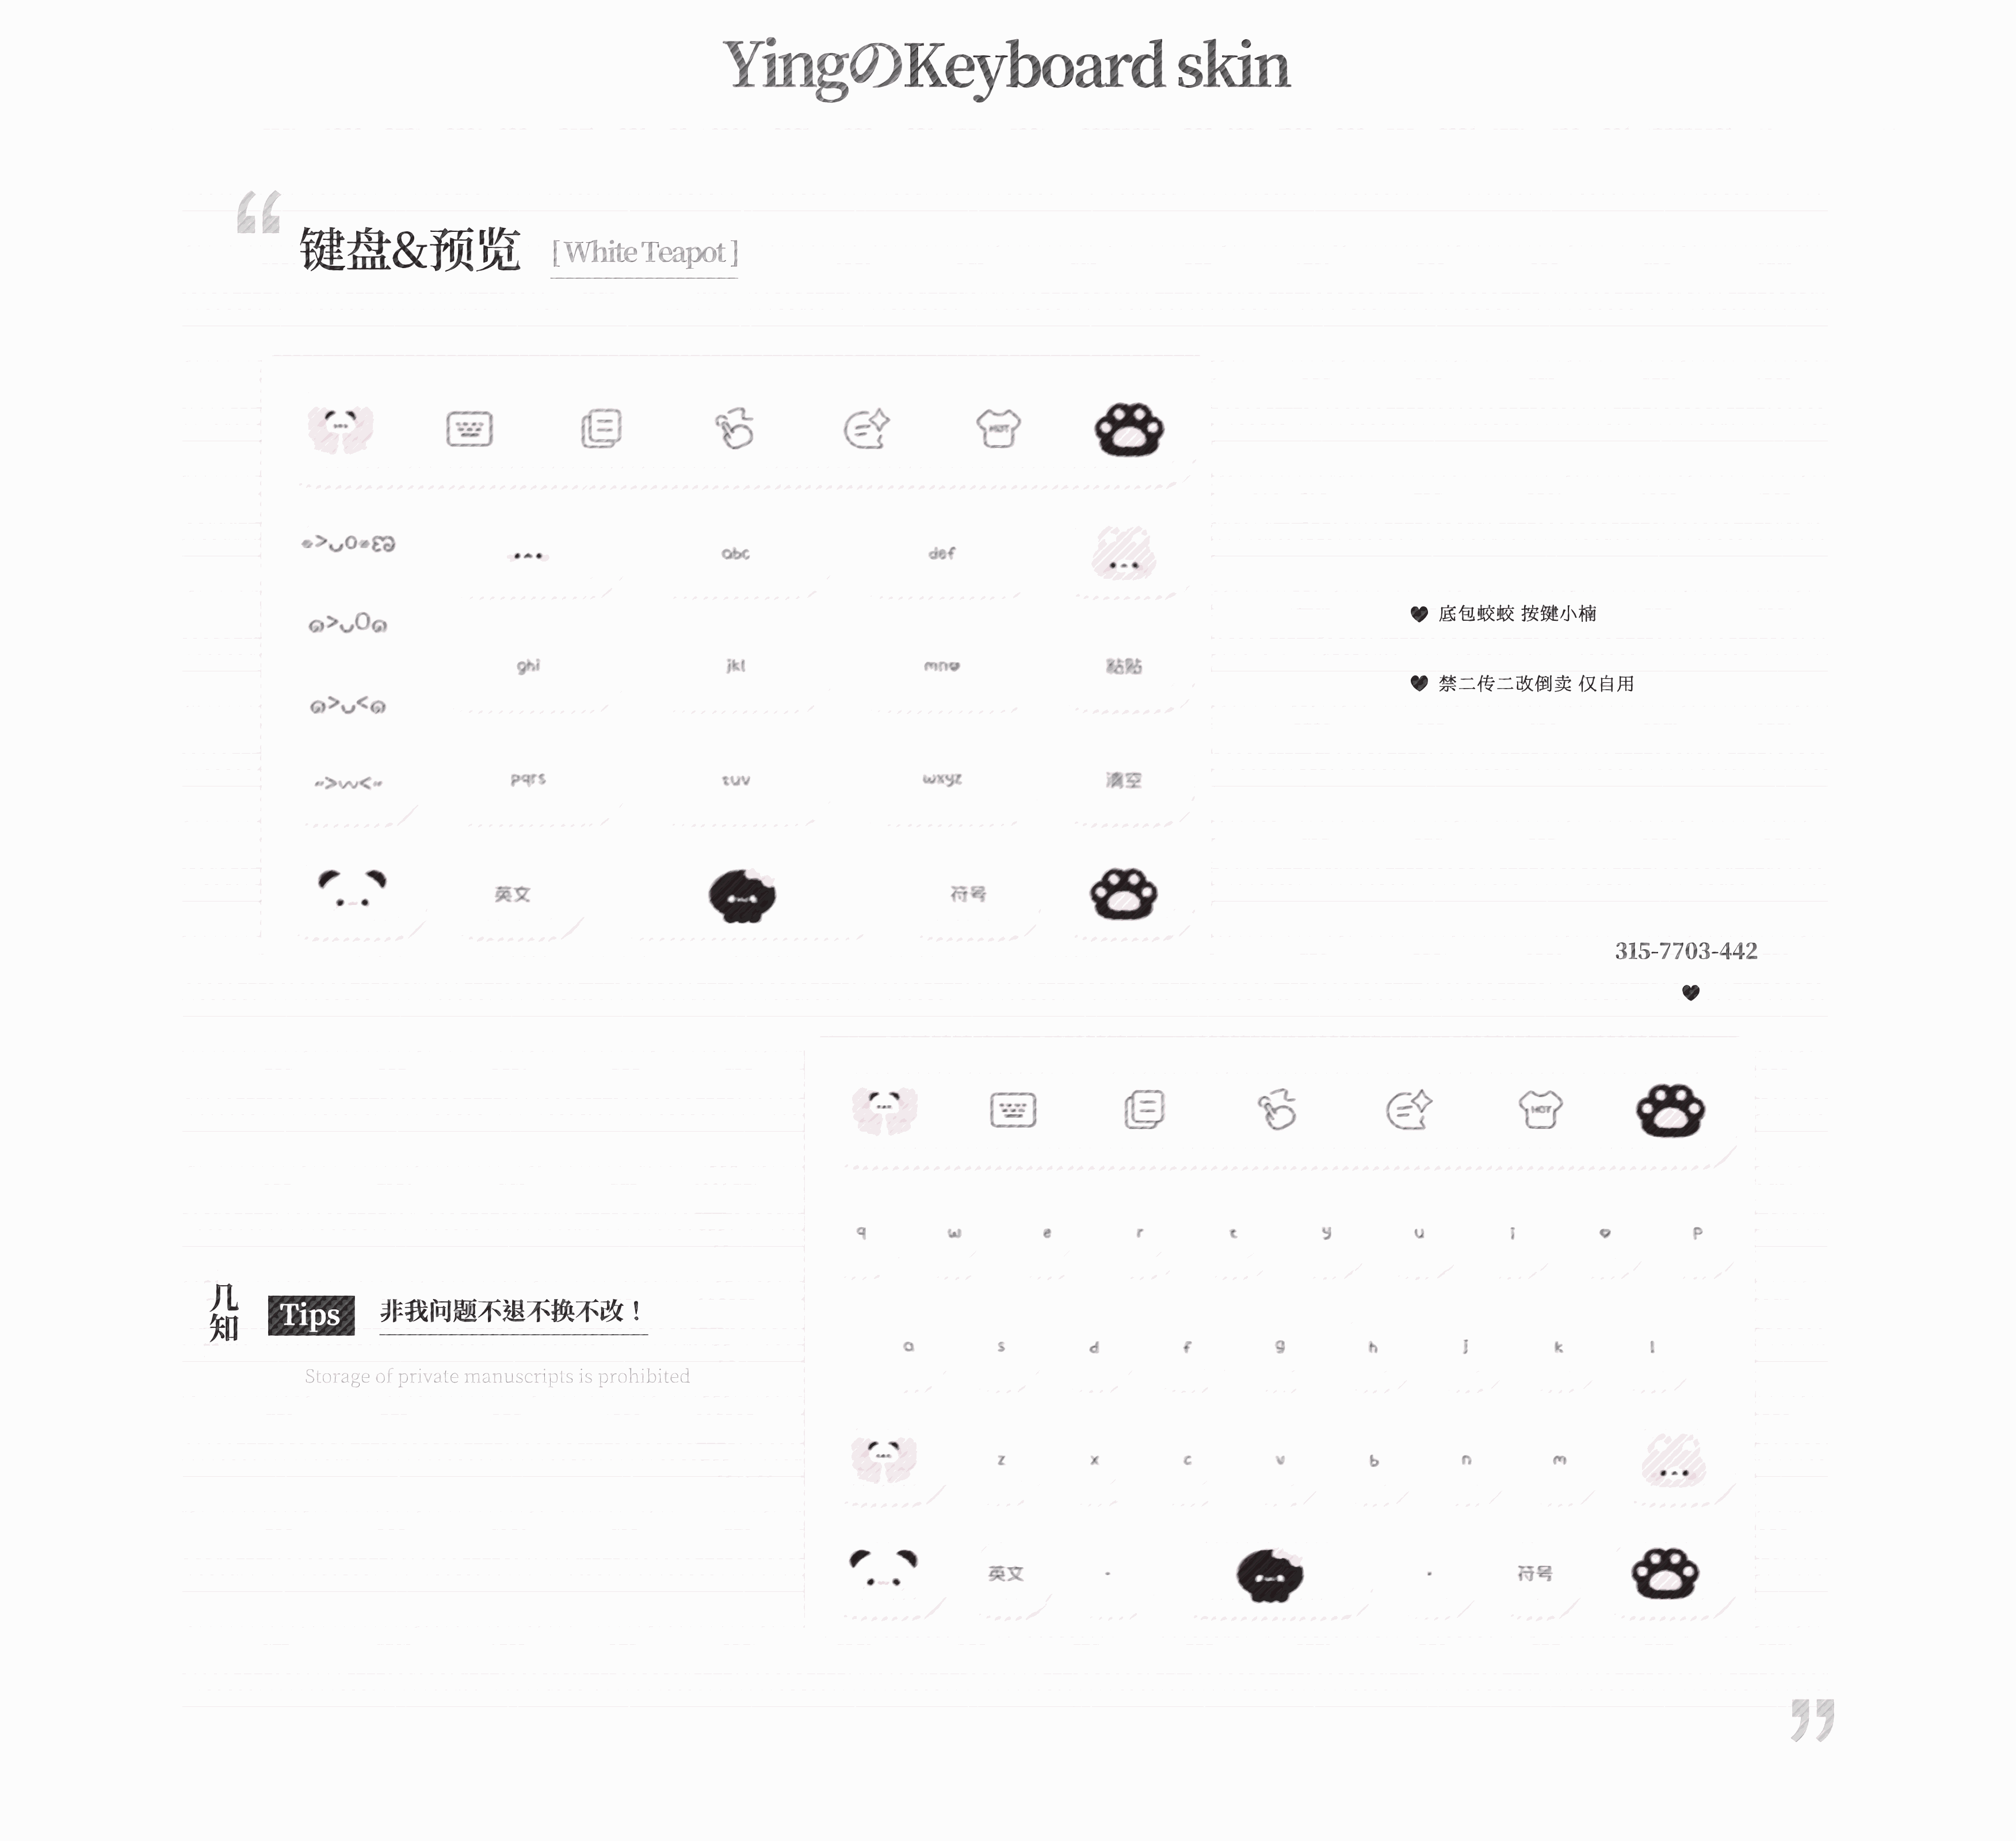 YingのKeyboard skin
键盘&预览 [ White Teapot ]
HOT
abc def
ghi jkl mn 粘贴
pqrs tuv wxyz 清空
英文 符号
底包蛟蛟 按键小楠
禁二传二改倒卖 仅自用
315-7703-442
HOT
q w e r t y u i p
a s d f g h j k l
z x c v b n m
英文 符号
几知 Tips 非我问题不退不换不改！
Storage of private manuscripts is prohibited